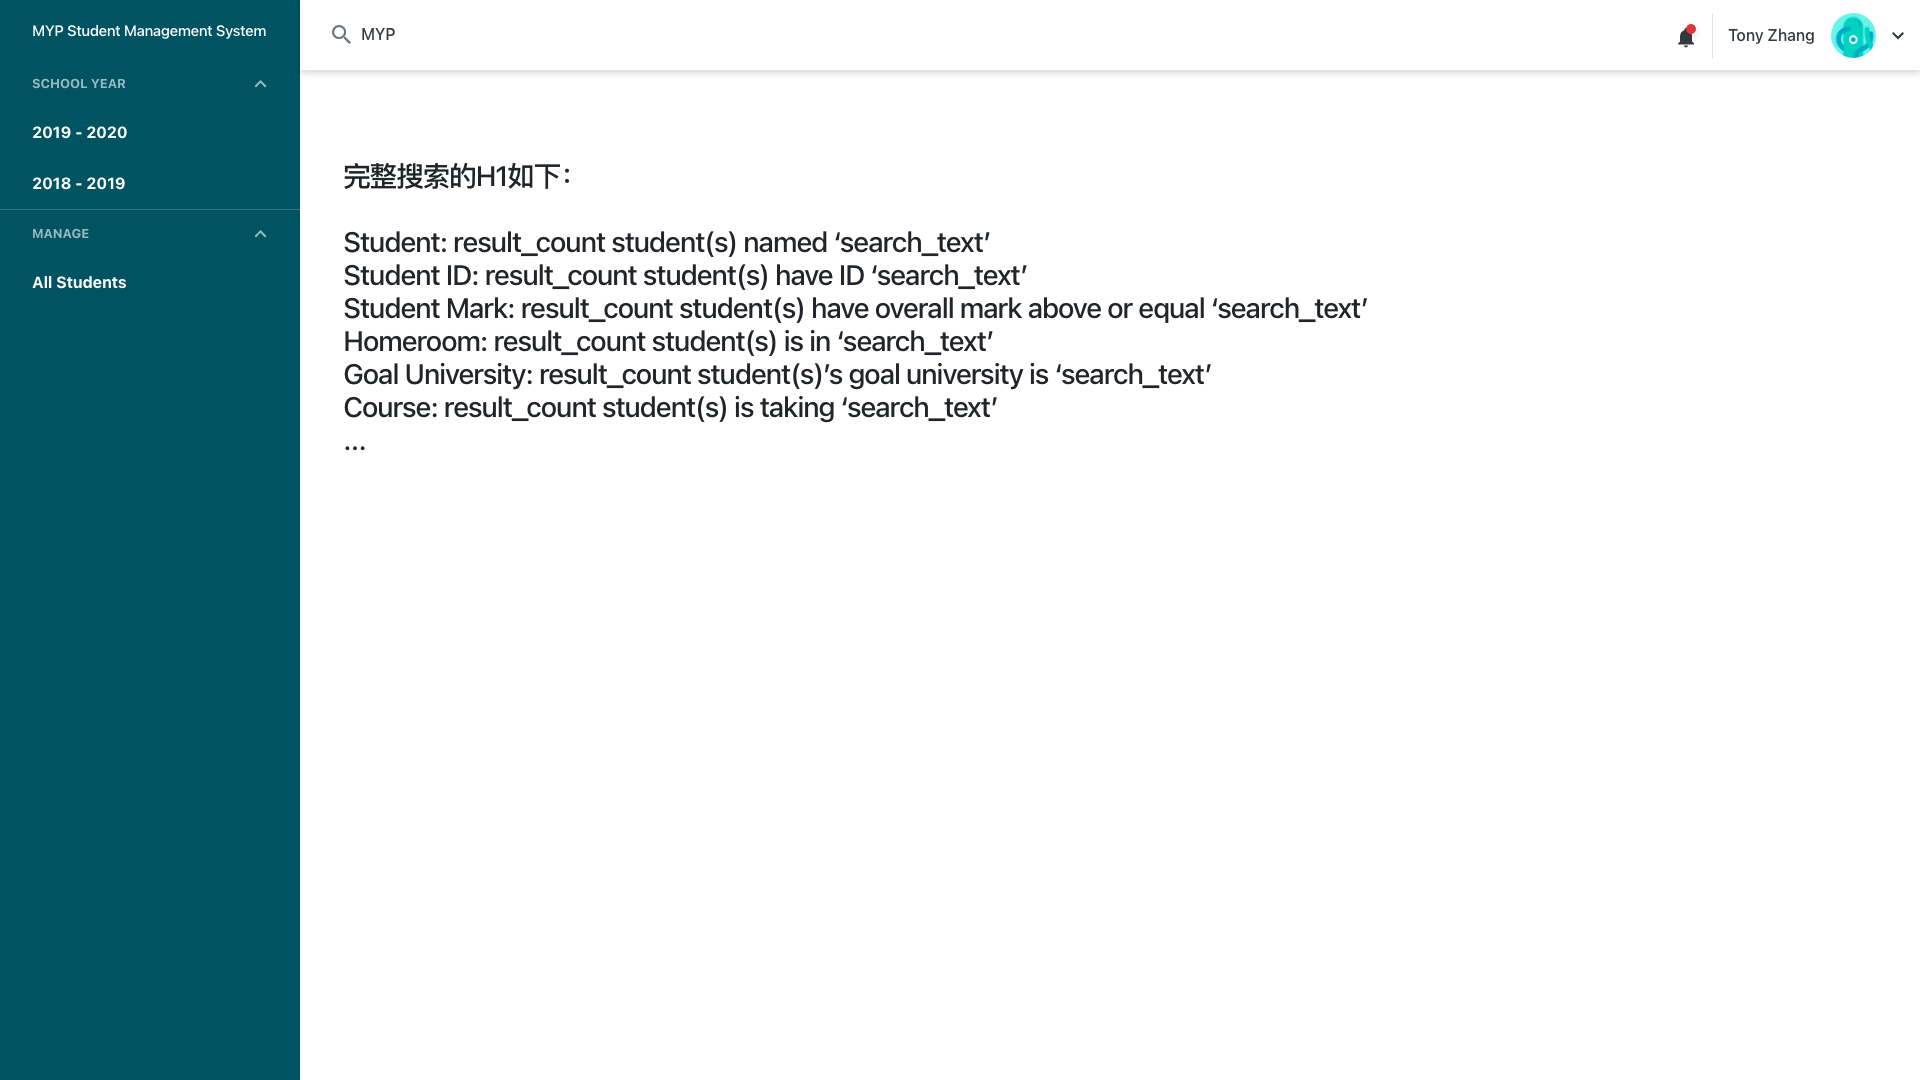 MYP Student Management System
SCHOOL YEAR
2019 - 2020
2018 - 2019
MANAGE
All Students
MYP
Tony Zhang
完整搜索的H1如下：
Student: result_count student(s) named ‘search_text’
Student ID: result_count student(s) have ID ‘search_text’
Student Mark: result_count student(s) have overall mark above or equal ‘search_text’
Homeroom: result_count student(s) is in ‘search_text’
Goal University: result_count student(s)’s goal university is ‘search_text’
Course: result_count student(s) is taking ‘search_text’
...